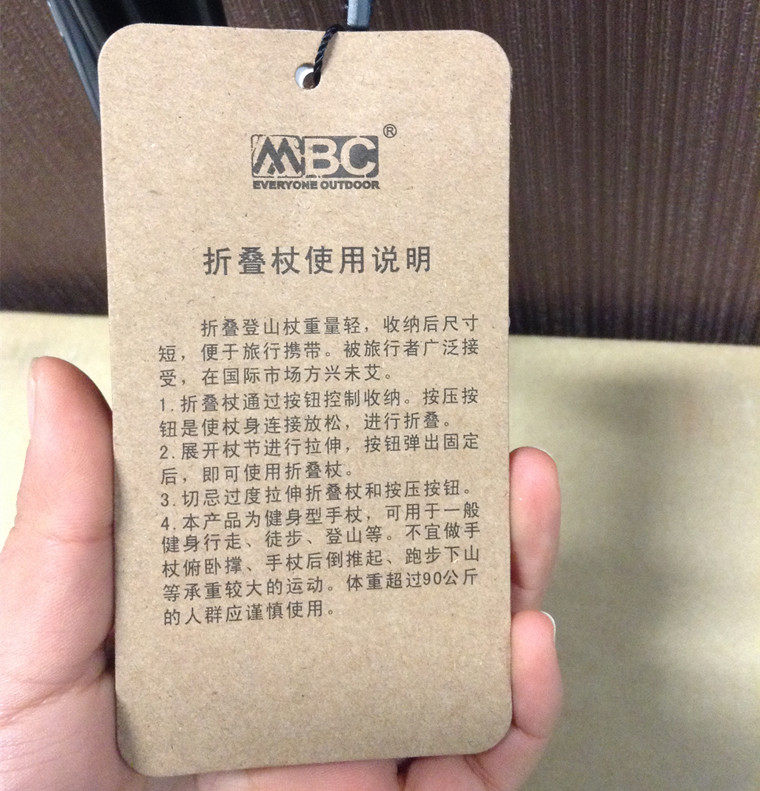 MBC®
EVERYONE OUTDOOR
折叠杖使用说明
折叠登山杖重量轻，收纳后尺寸
短，便于旅行携带。被旅行者广泛接
受，在国际市场方兴未艾。
1.折叠杖通过按钮控制收纳。按压按
钮是使杖身连接放松，进行折叠。
2.展开杖节进行拉伸，按钮弹出固定
后，即可使用折叠杖。
3.切忌过度拉伸折叠杖和按压按钮。
4.本产品为健身型手杖，可用于一般
健身行走、徒步、登山等。不宜做手
杖俯卧撑、手杖后倒推起、跑步下山
等承重较大的运动。体重超过90公斤
的人群应谨慎使用。